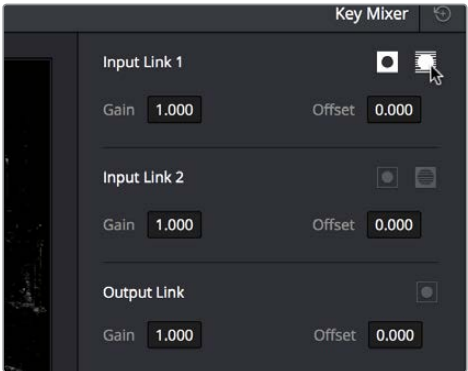 Key Mixer
Input Link 1
Gain 1.000 Offset 0.000
Input Link 2
Gain 1.000 Offset 0.000
Output Link
Gain 1.000 Offset 0.000